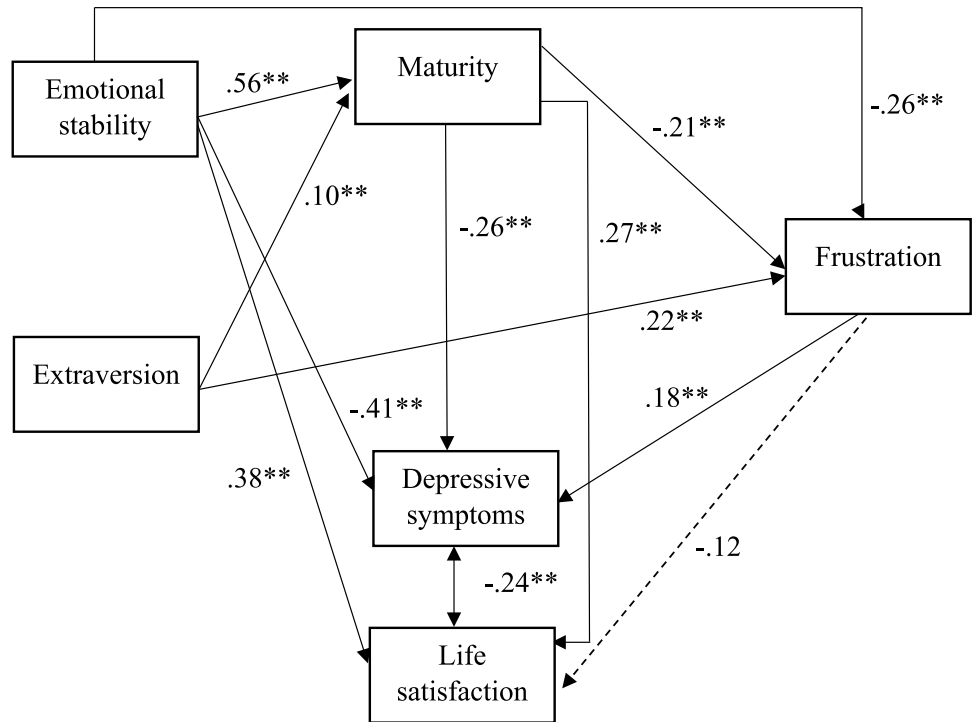 Emotional
stability
.56**
Maturity
-.21**
-.26**
.10**
-.26**
.27**
Frustration
Extraversion
.22**
-.41**
.18**
.38**
Depressive
symptoms
-.12
-.24**
Life
satisfaction